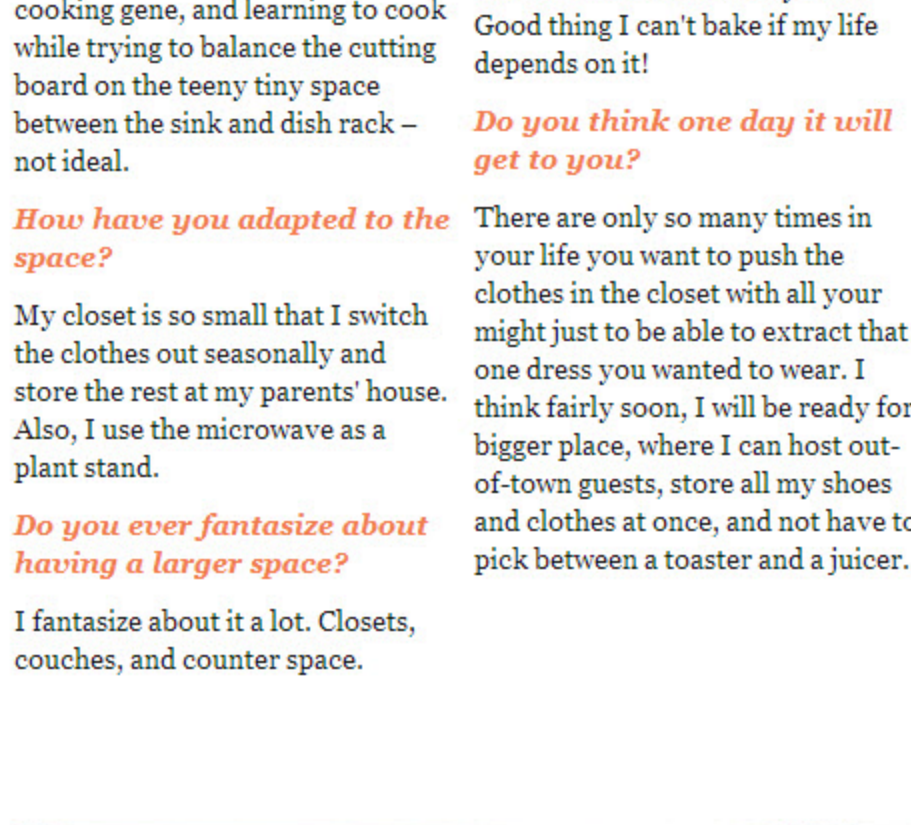 cooking gene, and learning to cook
while trying to balance the cutting
board on the teeny tiny space
between the sink and dish rack –
not ideal.
How have you adapted to the
space?
My closet is so small that I switch
the clothes out seasonally and
store the rest at my parents' house.
Also, I use the microwave as a
plant stand.
Do you ever fantasize about
having a larger space?
I fantasize about it a lot. Closets,
couches, and counter space.
Good thing I can't bake if my life
depends on it!
Do you think one day it will
get to you?
There are only so many times in
your life you want to push the
clothes in the closet with all your
might just to be able to extract that
one dress you wanted to wear. I
think fairly soon, I will be ready for
bigger place, where I can host out-
of-town guests, store all my shoes
and clothes at once, and not have to
pick between a toaster and a juicer.